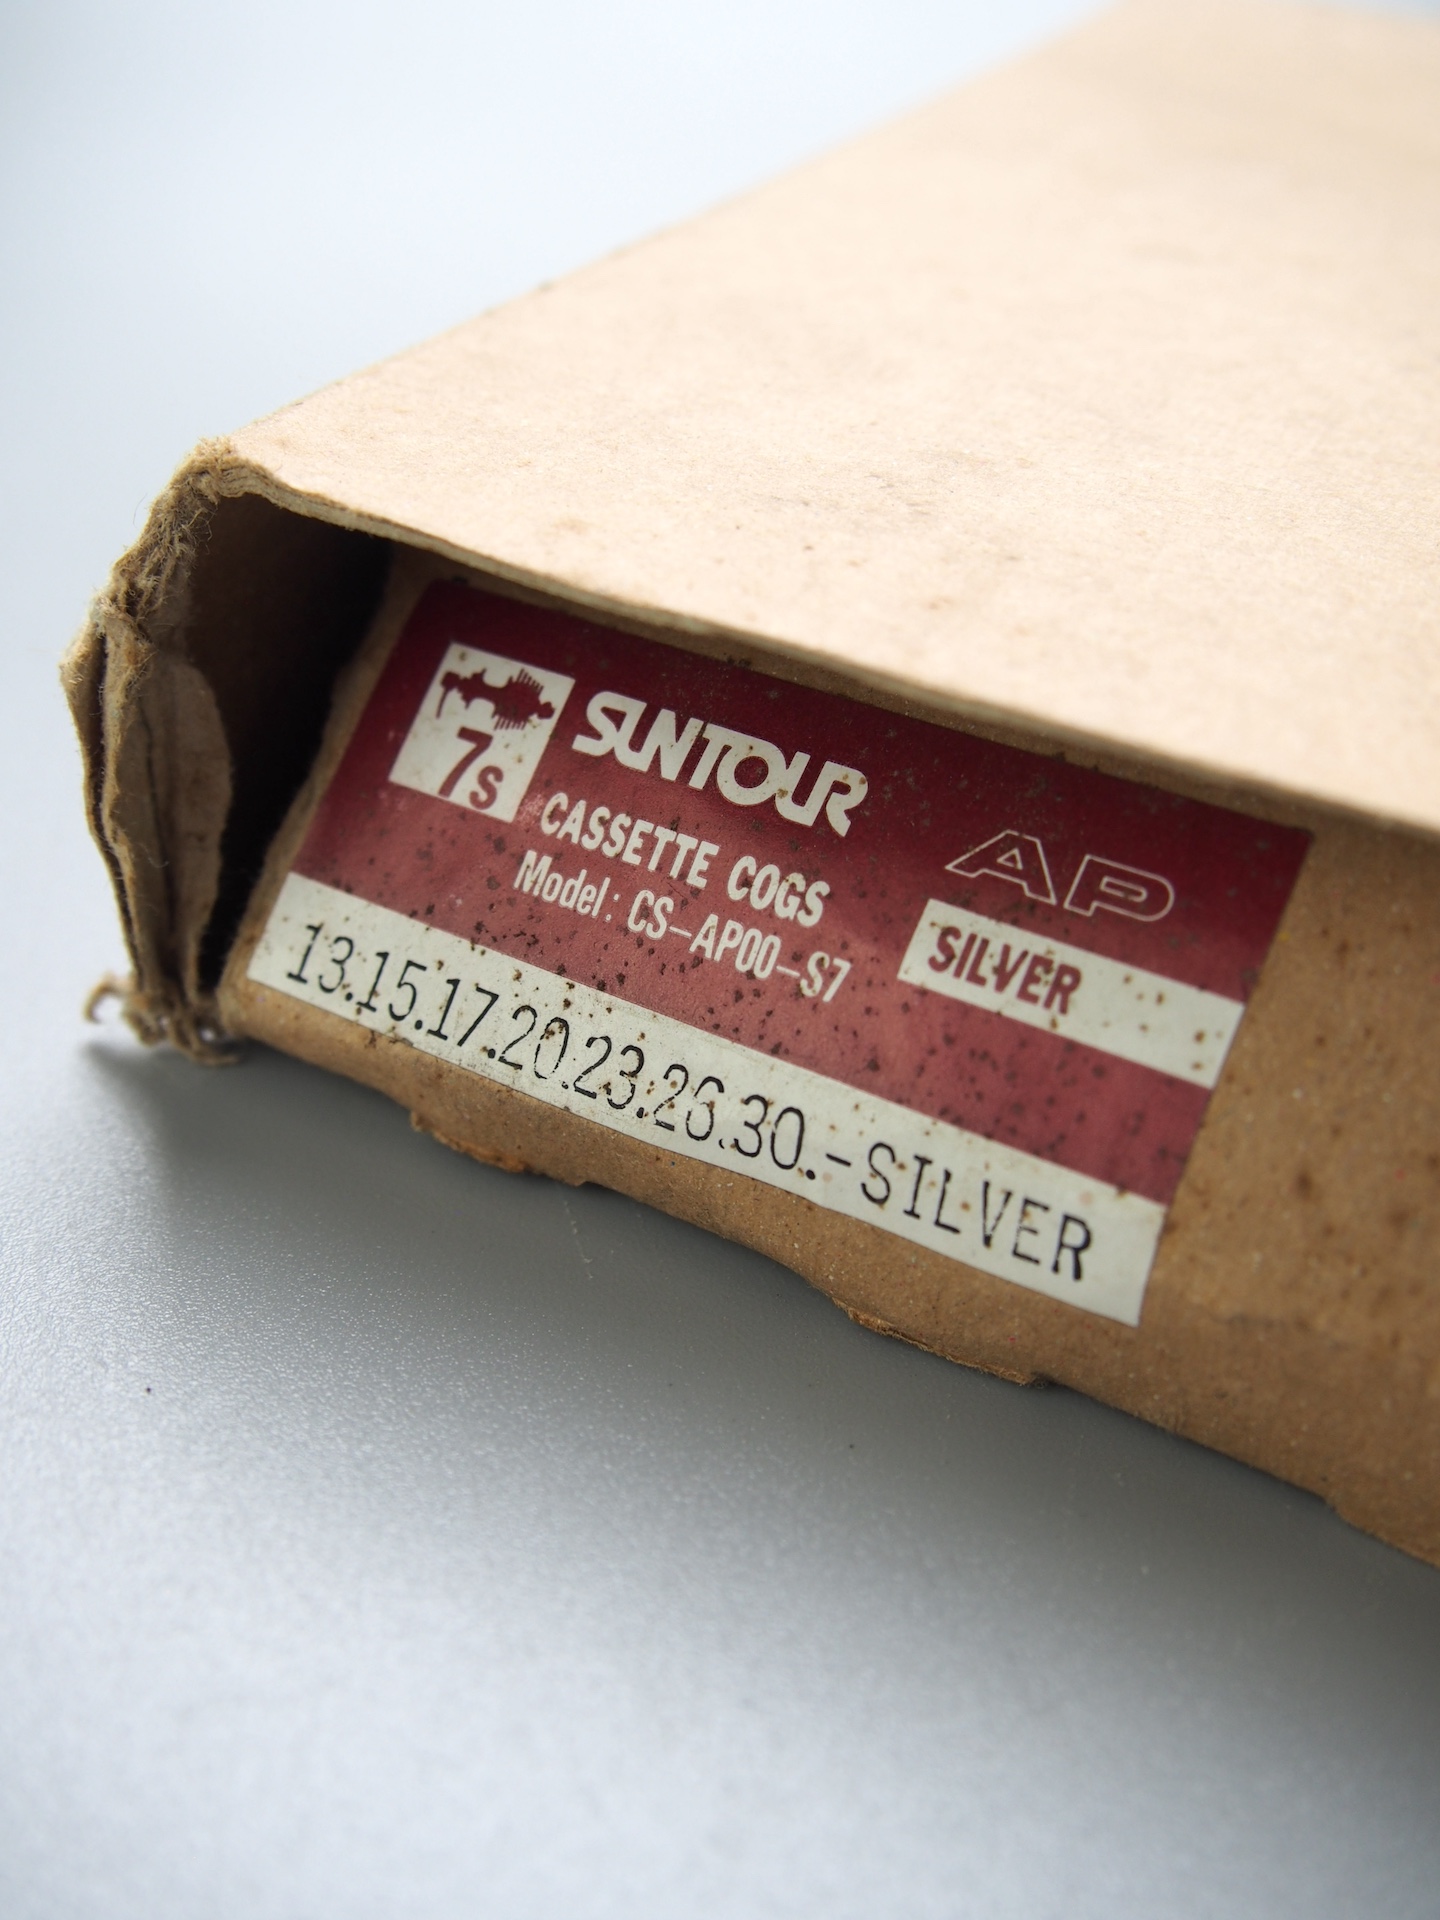 7s
SUNTOUR
CASSETTE COGS
Model: CS-AP00-S7
AP
SILVER
13.15.17.20.23.26.30.-SILVER